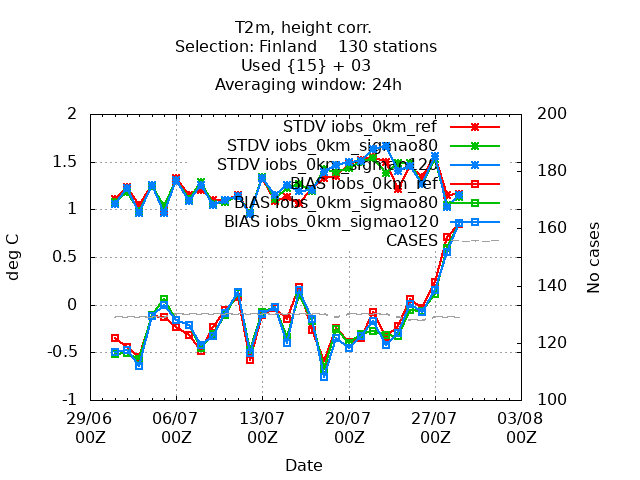 T2m, height corr.
Selection: Finland    130 stations
Used {15} + 03
Averaging window: 24h
2
1.5
1
0.5
0
-0.5
-1
200
180
160
140
120
100
STDV iobs_0km_ref
STDV iobs_0km_sigmao80
STDV iobs_0km_sigmao120
BIAS iobs_0km_ref
BIAS iobs_0km_sigmao80
BIAS iobs_0km_sigmao120
CASES
deg C
No cases
29/06 06/07 13/07 20/07 27/07 03/08
00Z 00Z 00Z 00Z 00Z 00Z
Date